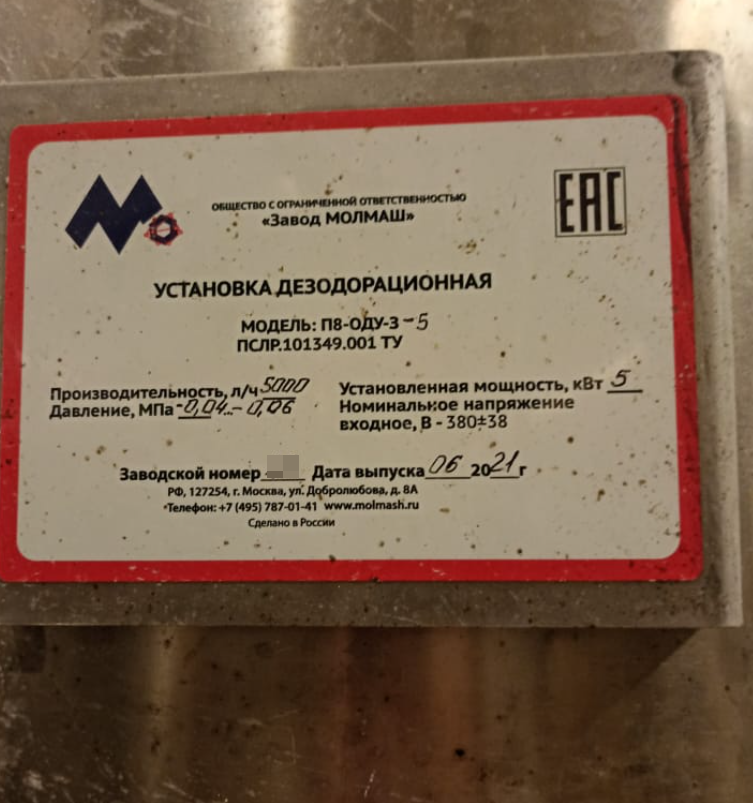 ОБЩЕСТВО С ОГРАНИЧЕННОЙ ОТВЕТСТВЕННОСТЬЮ
«Завод МОЛМАШ»
EAC
УСТАНОВКА ДЕЗОДОРАЦИОННАЯ
МОДЕЛЬ: П8-ОДУ-3-5
ПСЛР.101349.001 ТУ
Производительность, л/ч 5000
Давление, МПа -0,04 - 0,06
Установленная мощность, кВт 5
Номинальное напряжение
входное, В - 380±38
Заводской номер Дата выпуска 06 2021 г
РФ, 127254, г. Москва, ул. Добролюбова, д. 8А
Телефон: +7 (495) 787-01-41 www.molmash.ru
Сделано в России